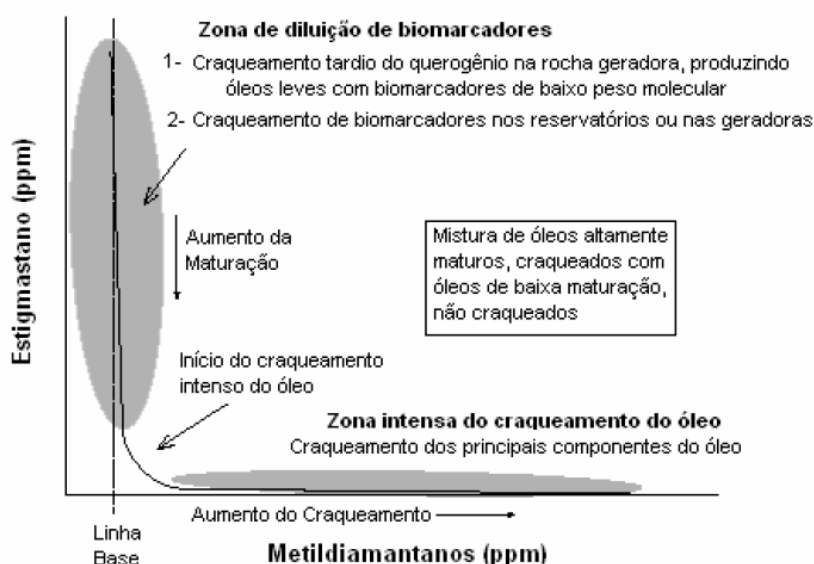 Zona de diluição de biomarcadores
1- Craqueamento tardio do querogênio na rocha geradora, produzindo
óleos leves com biomarcadores de baixo peso molecular
2- Craqueamento de biomarcadores nos reservatórios ou nas geradoras
Estigmastano (ppm)
Aumento da
Maturação
Mistura de óleos altamente
maturos, craqueados com
óleos de baixa maturação,
não craqueados
Início do craqueamento
intenso do óleo
Zona intensa do craqueamento do óleo
Craqueamento dos principais componentes do óleo
Aumento do Craqueamento
Linha
Base
Metildiamantanos (ppm)